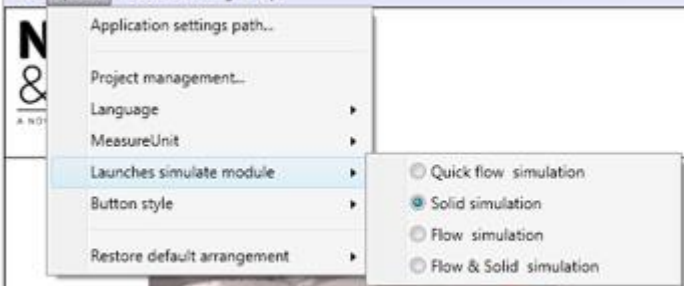 Application settings path...
N
Project management...
&
Language
A NO
MeasureUnit
Launches simulate module
Quick flow simulation
Button style
Solid simulation
Flow simulation
Restore default arrangement
Flow & Solid simulation